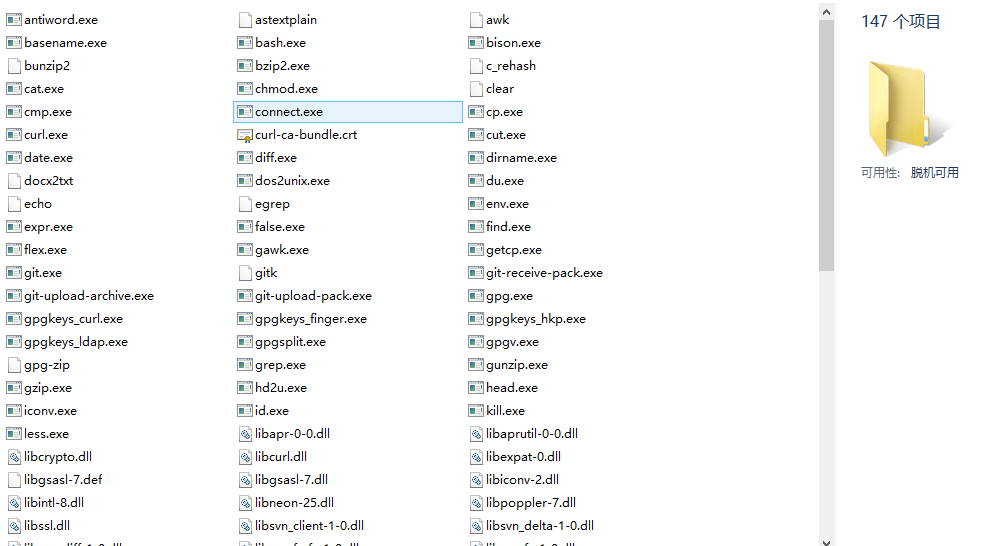 antiword.exe astextplain awk
basename.exe bash.exe bison.exe
bunzip2 bzip2.exe c_rehash
cat.exe chmod.exe clear
cmp.exe connect.exe cp.exe
curl.exe curl-ca-bundle.crt cut.exe
date.exe diff.exe dirname.exe
docx2txt dos2unix.exe du.exe
echo egrep env.exe
expr.exe false.exe find.exe
flex.exe gawk.exe getcp.exe
git.exe gitk git-receive-pack.exe
git-upload-archive.exe git-upload-pack.exe gpg.exe
gpgkeys_curl.exe gpgkeys_finger.exe gpgkeys_hkp.exe
gpgkeys_ldap.exe gpgsplit.exe gpgv.exe
gpg-zip grep.exe gunzip.exe
gzip.exe hd2u.exe head.exe
iconv.exe id.exe kill.exe
less.exe libapr-0-0.dll libaprutil-0-0.dll
libcrypto.dll libcurl.dll libexpat-0.dll
libgsasl-7.def libgsasl-7.dll libiconv-2.dll
libintl-8.dll libneon-25.dll libpoppler-7.dll
libssl.dll libsvn_client-1-0.dll libsvn_delta-1-0.dll
147 个项目
可用性: 脱机可用